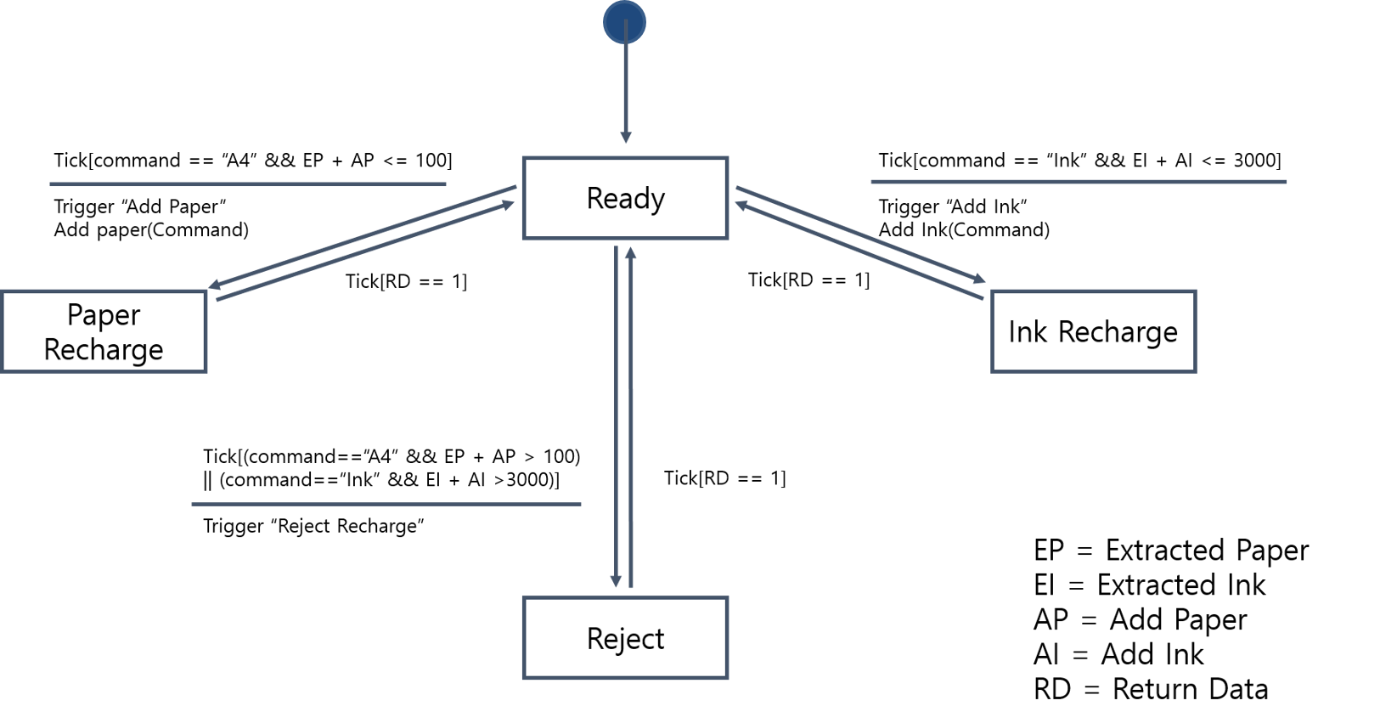 Tick[command == “A4” && EP + AP <= 100]
Trigger “Add Paper”
Add paper(Command)
Ready
Tick[command == “Ink” && EI + AI <= 3000]
Trigger “Add Ink”
Add Ink(Command)
Tick[RD == 1]
Tick[RD == 1]
Paper
Recharge
Ink Recharge
Tick[(command==“A4” && EP + AP > 100)
|| (command==“Ink” && EI + AI >3000)]
Trigger “Reject Recharge”
Tick[RD == 1]
Reject
EP = Extracted Paper
EI = Extracted Ink
AP = Add Paper
AI = Add Ink
RD = Return Data